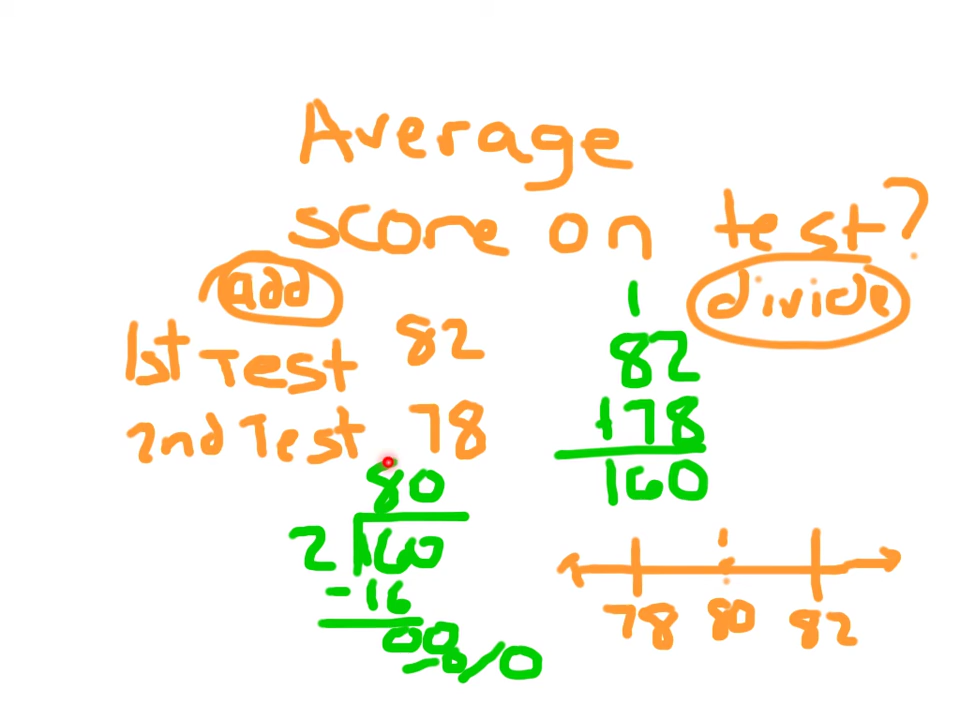 Average
score on test?
add
divide
1st Test 82
2nd Test 78
1
82
+78
160
80
2 160
-16
00
-0/0
78 80 82